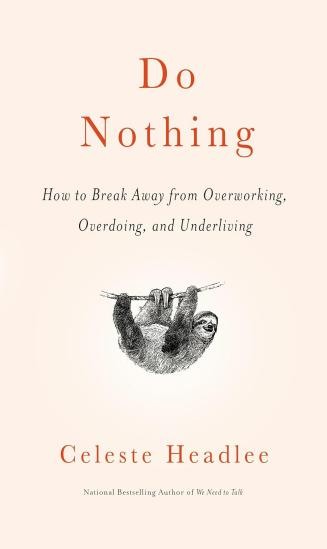 Do
Nothing
How to Break Away from Overworking,
Overdoing, and Underliving
Celeste Headlee
National Bestselling Author of We Need to Talk